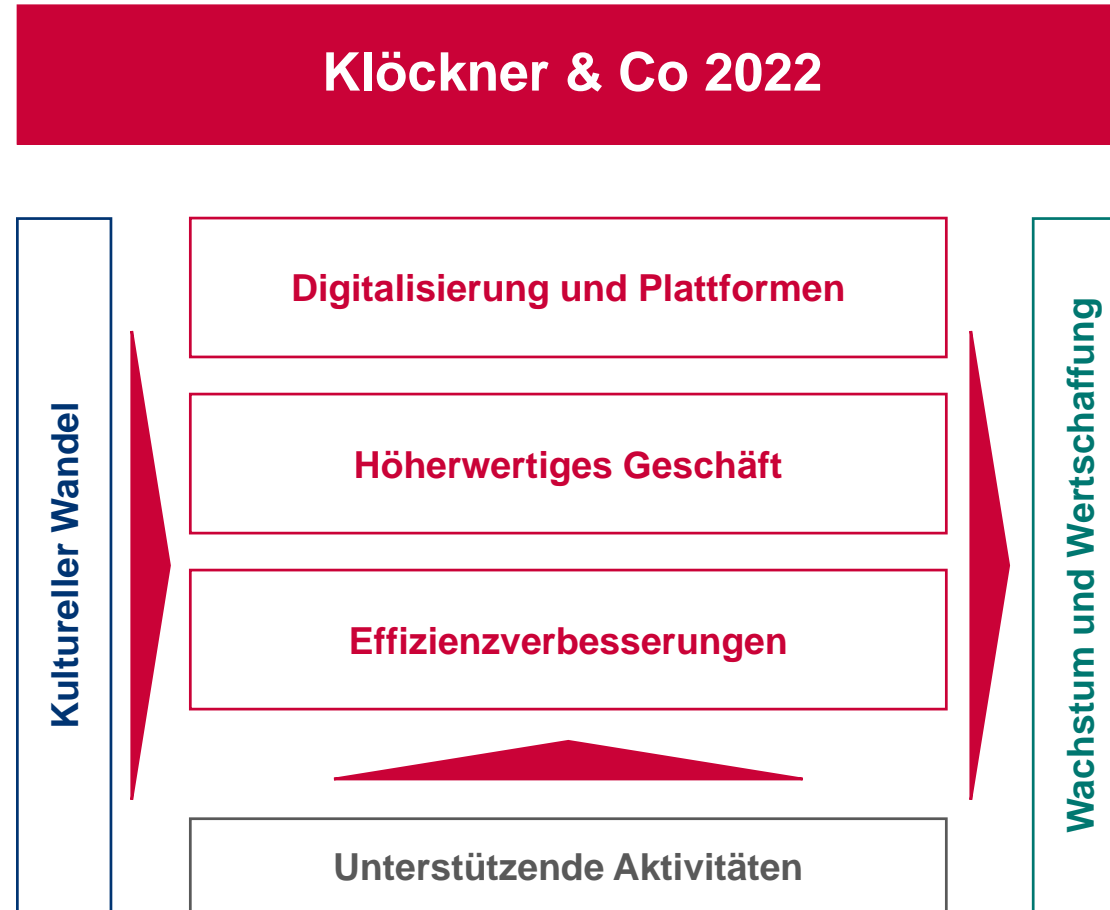 Klöckner & Co 2022
Kultureller Wandel
Digitalisierung und Plattformen
Höherwertiges Geschäft
Effizienzverbesserungen
Unterstützende Aktivitäten
Wachstum und Wertschaffung